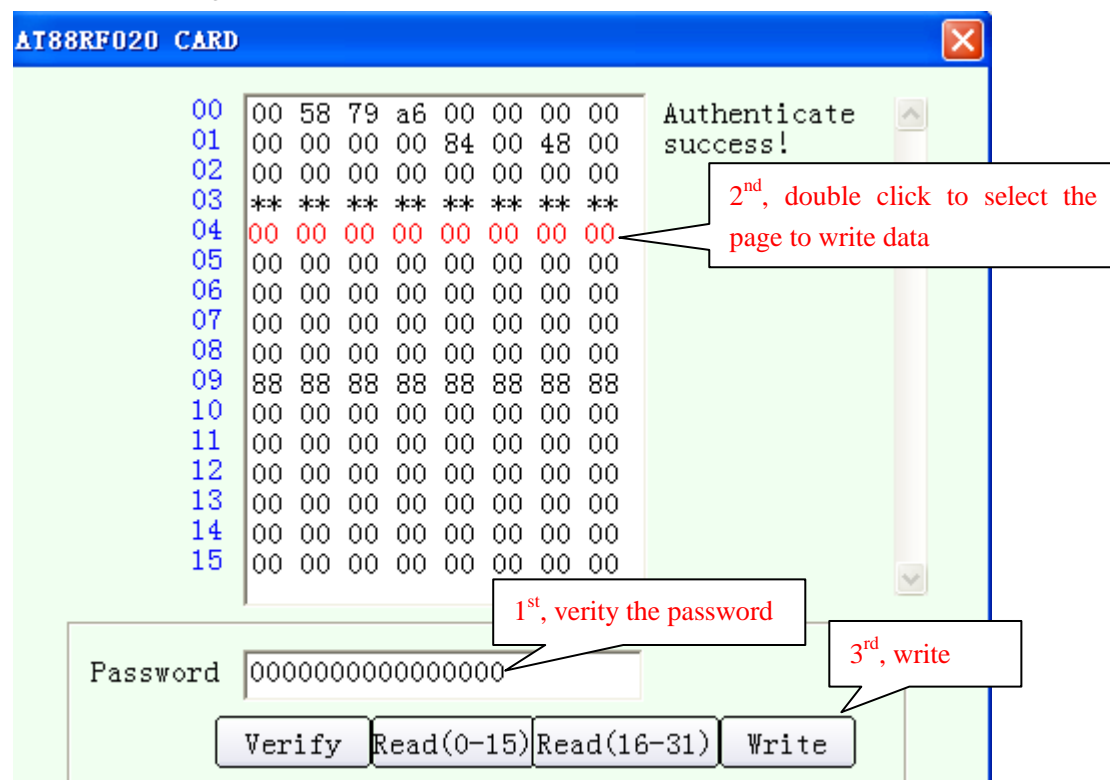 AT88RF020 CARD
00 00 58 79 a6 00 00 00 00
01 00 00 00 00 84 00 48 00
02 00 00 00 00 00 00 00 00
03 ** ** ** ** ** ** ** **
04 00 00 00 00 00 00 00 00
05 00 00 00 00 00 00 00 00
06 00 00 00 00 00 00 00 00
07 00 00 00 00 00 00 00 00
08 00 00 00 00 00 00 00 00
09 88 88 88 88 88 88 88 88
10 00 00 00 00 00 00 00 00
11 00 00 00 00 00 00 00 00
12 00 00 00 00 00 00 00 00
13 00 00 00 00 00 00 00 00
14 00 00 00 00 00 00 00 00
15 00 00 00 00 00 00 00 00
Authenticate
success!
2nd, double click to select the
page to write data
1st, verity the password
3rd, write
Password 0000000000000000
Verify Read(0-15) Read(16-31) Write